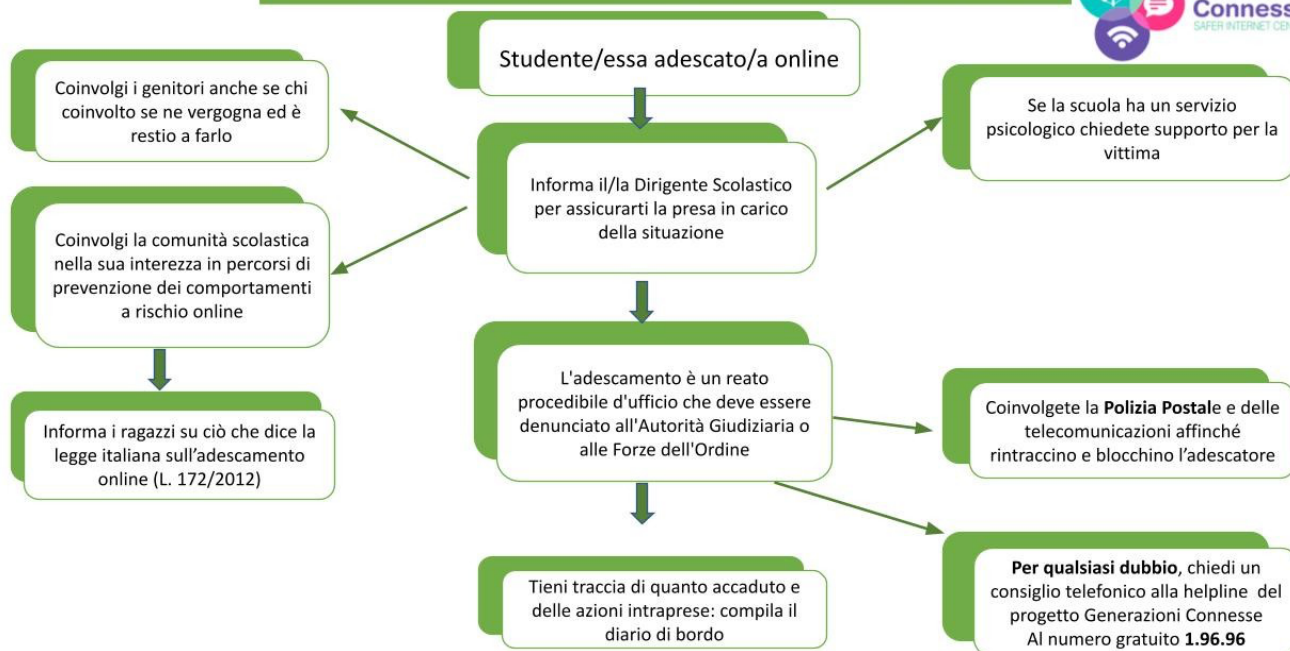 Conness
SAFER INTERNET CEN
Studente/essa adescato/a online
Coinvolgi i genitori anche se chi
coinvolto se ne vergogna ed è
restio a farlo
Se la scuola ha un servizio
psicologico chiedete supporto per la
vittima
Informa il/la Dirigente Scolastico
per assicurarti la presa in carico
della situazione
Coinvolgi la comunità scolastica
nella sua interezza in percorsi di
prevenzione dei comportamenti
a rischio online
L'adescamento è un reato
procedibile d'ufficio che deve essere
denunciato all'Autorità Giudiziaria o
alle Forze dell'Ordine
Informa i ragazzi su ciò che dice la
legge italiana sull’adescamento
online (L. 172/2012)
Coinvolgete la Polizia Postale e delle
telecomunicazioni affinché
rintraccino e blocchino l’adescatore
Tieni traccia di quanto accaduto e
delle azioni intraprese: compila il
diario di bordo
Per qualsiasi dubbio, chiedi un
consiglio telefonico alla helpline del
progetto Generazioni Connesse
Al numero gratuito 1.96.96